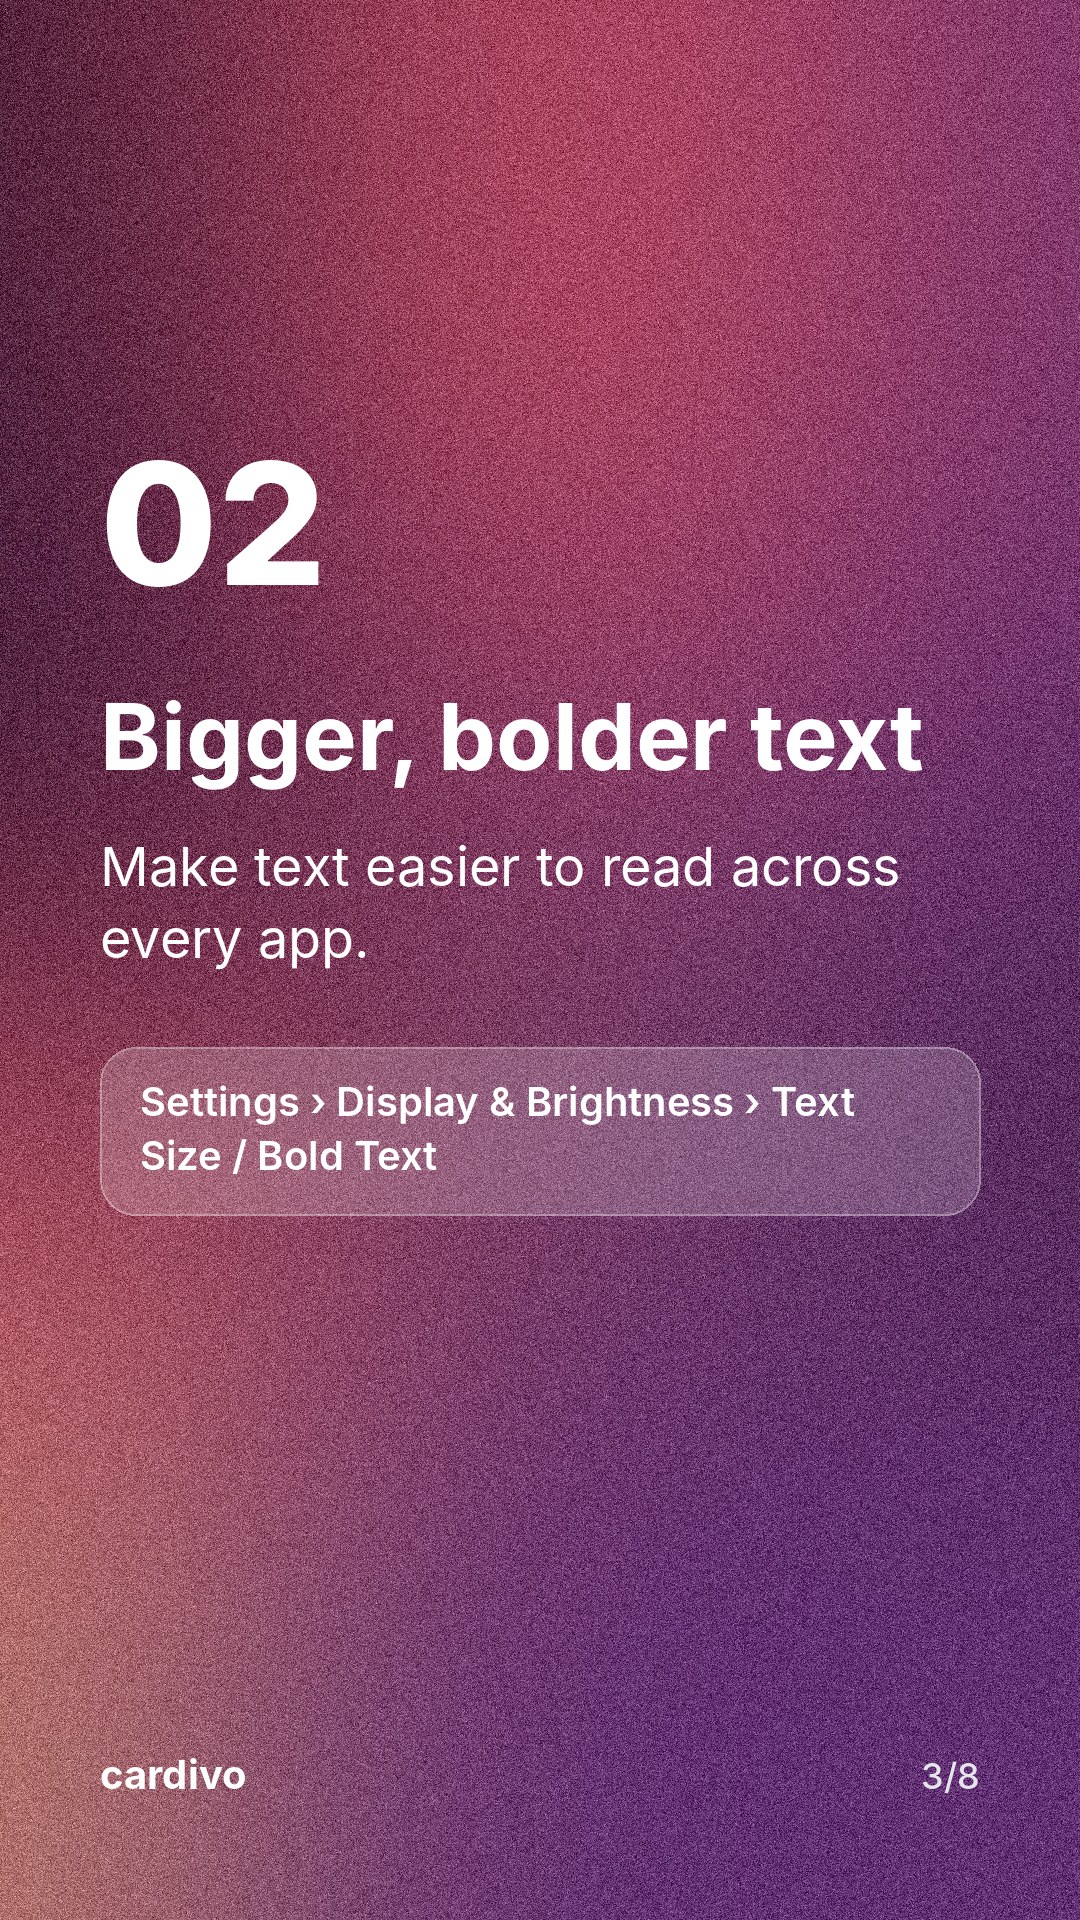 02
Bigger, bolder text
Make text easier to read across
every app.
Settings › Display & Brightness › Text
Size / Bold Text
cardivo
3/8